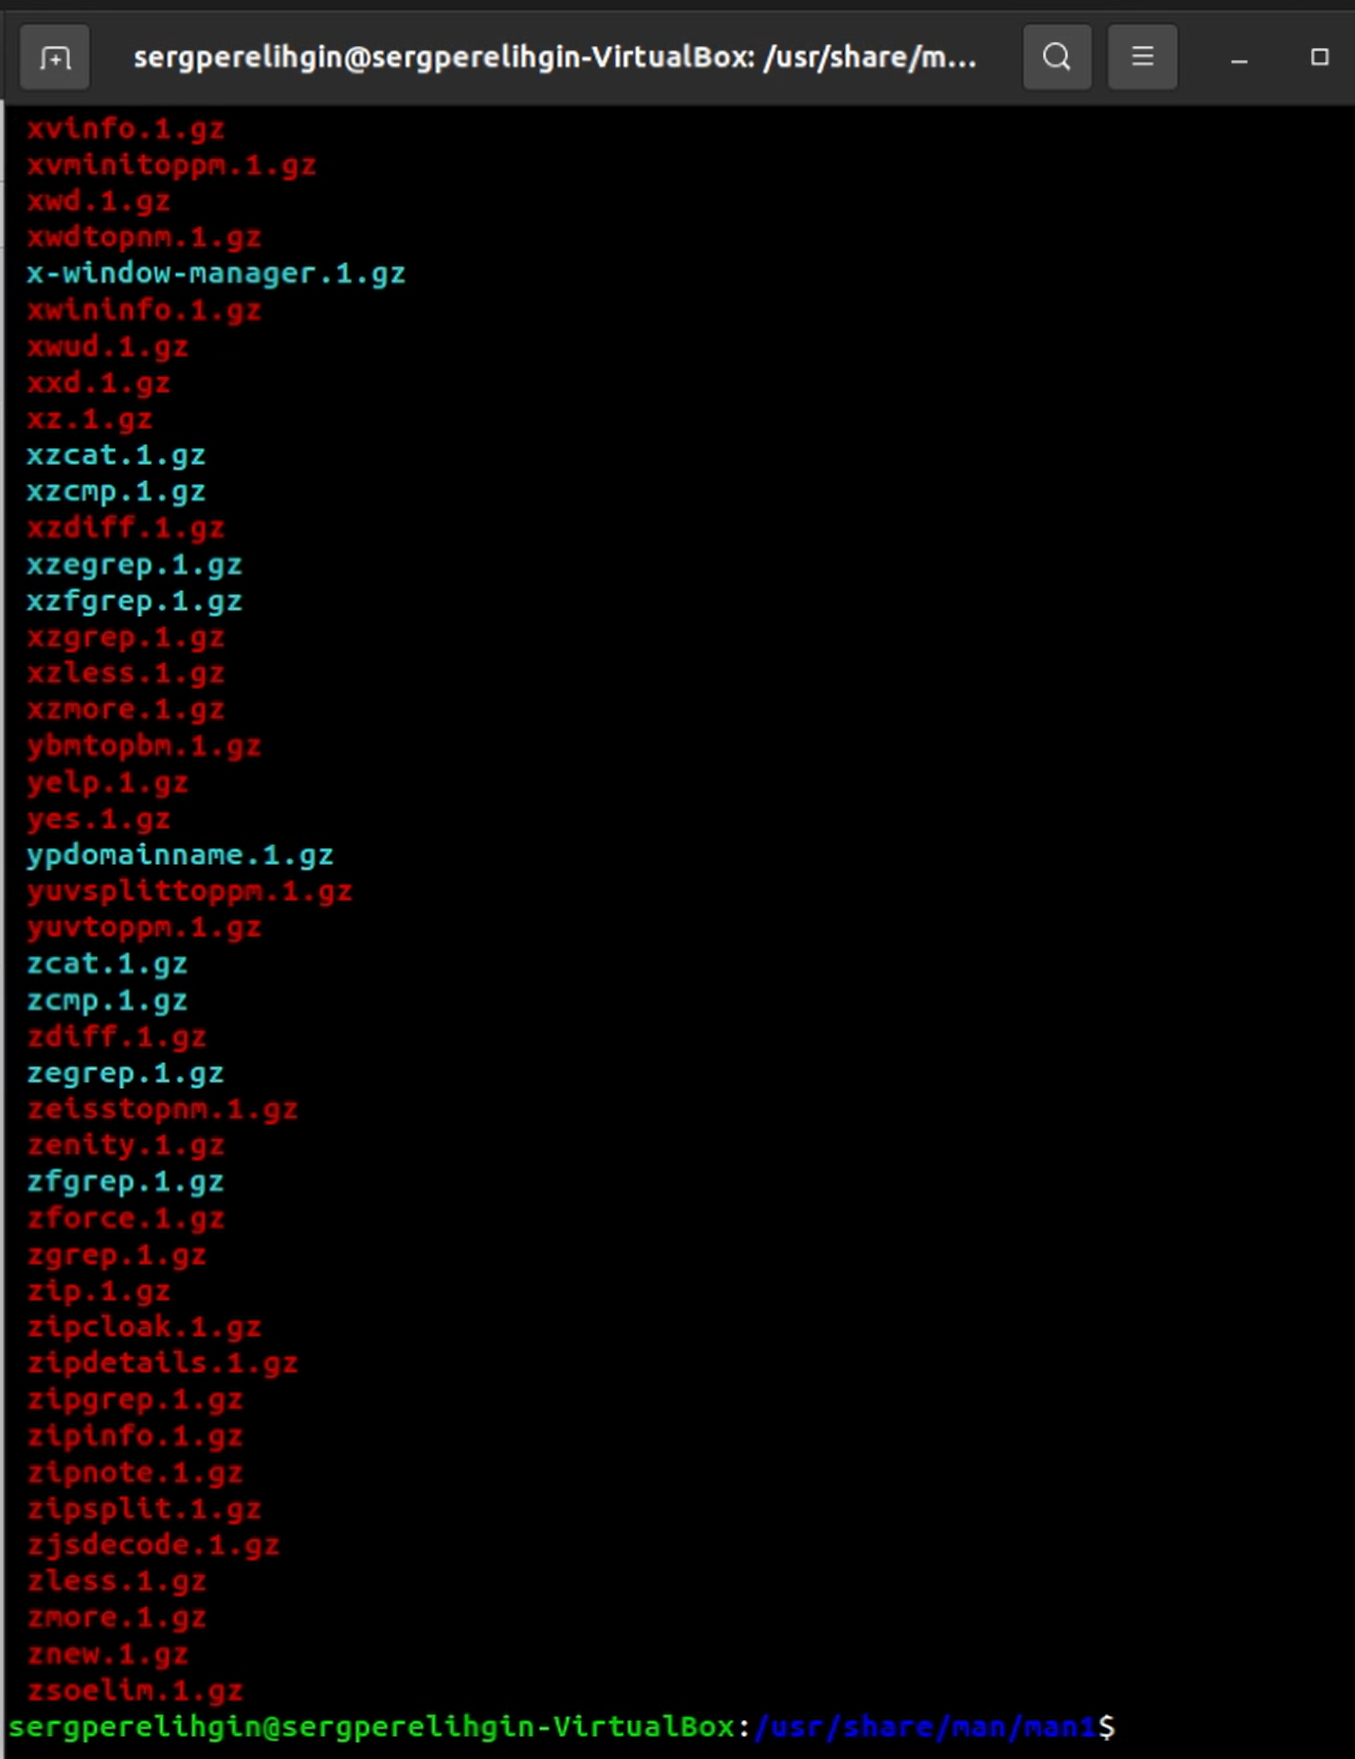 sergperelihgin@sergperelihgin-VirtualBox: /usr/share/m...
xvinfo.1.gz
xvminitoppm.1.gz
xwd.1.gz
xwdtopnm.1.gz
x-window-manager.1.gz
xwininfo.1.gz
xwud.1.gz
xxd.1.gz
xz.1.gz
xzcat.1.gz
xzcmp.1.gz
xzdiff.1.gz
xzegrep.1.gz
xzfgrep.1.gz
xzgrep.1.gz
xzless.1.gz
xzmore.1.gz
ybmtopbm.1.gz
yelp.1.gz
yes.1.gz
ypdomainname.1.gz
yuvsplittoppm.1.gz
yuvtoppm.1.gz
zcat.1.gz
zcmp.1.gz
zdiff.1.gz
zegrep.1.gz
zeisstopnm.1.gz
zenity.1.gz
zfgrep.1.gz
zforce.1.gz
zgrep.1.gz
zip.1.gz
zipcloak.1.gz
zipdetails.1.gz
zipgrep.1.gz
zipinfo.1.gz
zipnote.1.gz
zipsplit.1.gz
zjsdecode.1.gz
zless.1.gz
zmore.1.gz
znew.1.gz
zsoelim.1.gz
sergperelihgin@sergperelihgin-VirtualBox:/usr/share/man/man1$